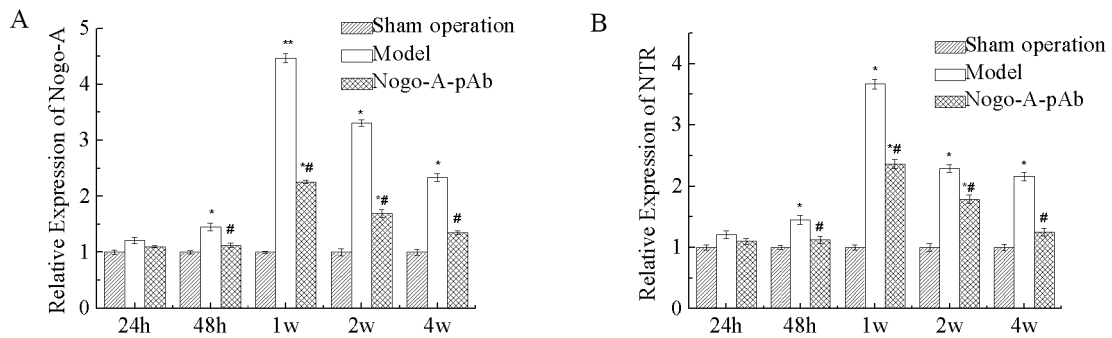 A
Relative Expression of Nogo-A
5
4
3
2
1
0
Sham operation
Model
Nogo-A-pAb
*
#
**
*#
*
*#
*
#
24h 48h 1w 2w 4w
B
Relative Expression of NTR
4
3
2
1
0
Sham operation
Model
Nogo-A-pAb
*
#
*
*#
*
*#
*
#
24h 48h 1w 2w 4w